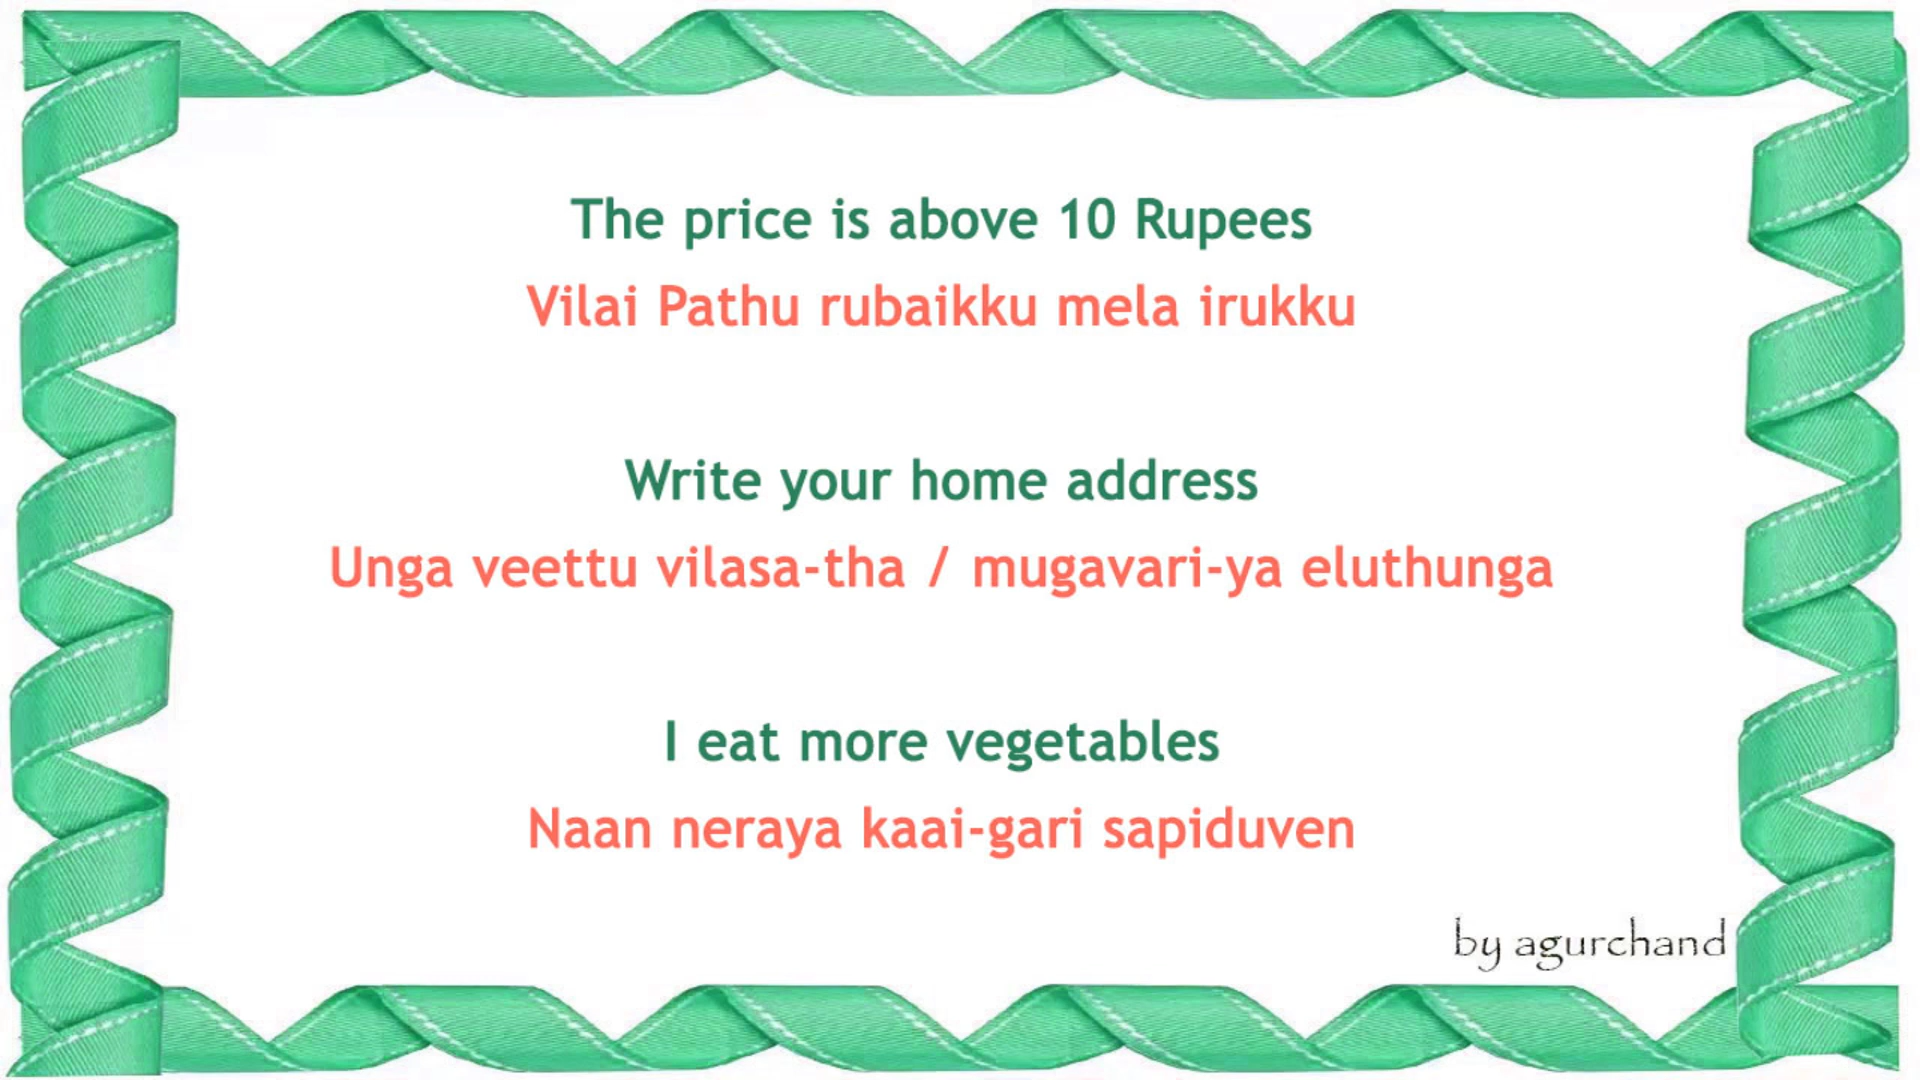 The price is above 10 Rupees
Vilai Pathu rubaikku mela irukku
Write your home address
Unga veettu vilasa-tha / mugavari-ya eluthunga
I eat more vegetables
Naan neraya kaai-gari sapiduven
by agurchand